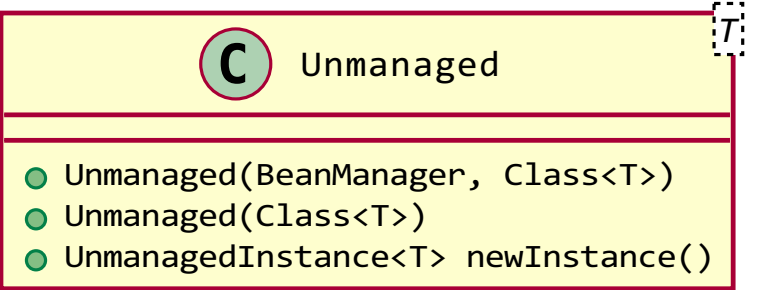 T
C Unmanaged
Unmanaged(BeanManager, Class<T>)
Unmanaged(Class<T>)
UnmanagedInstance<T> newInstance()